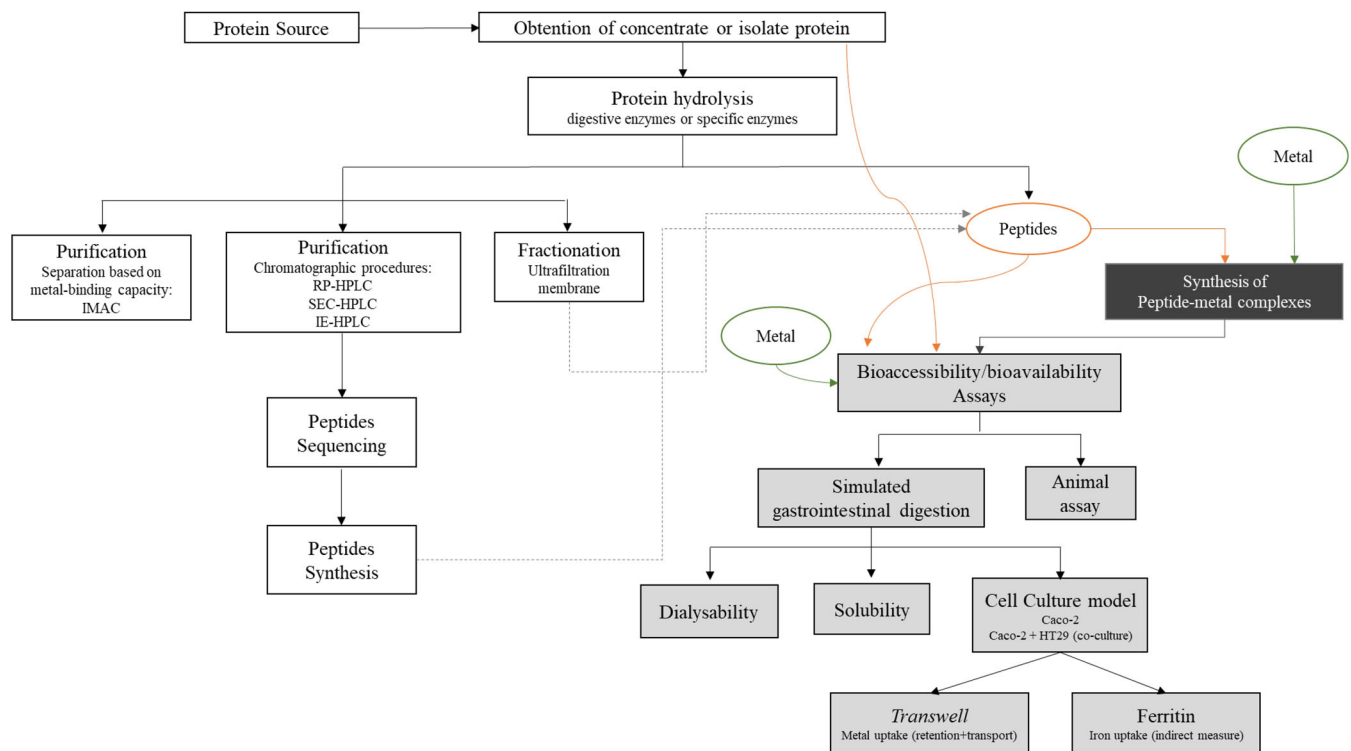 Protein Source
Obtention of concentrate or isolate protein
Protein hydrolysis
digestive enzymes or specific enzymes
Metal
Purification
Separation based on
metal-binding capacity:
IMAC
Purification
Chromatographic procedures:
RP-HPLC
SEC-HPLC
IE-HPLC
Fractionation
Ultrafiltration
membrane
Peptides
Synthesis of
Peptide-metal complexes
Metal
Bioaccessibility/bioavailability
Assays
Peptides
Sequencing
Simulated
gastrointestinal digestion
Animal
assay
Peptides
Synthesis
Dialysability
Solubility
Cell Culture model
Caco-2
Caco-2 + HT29 (co-culture)
Transwell
Metal uptake (retention+transport)
Ferritin
Iron uptake (indirect measure)